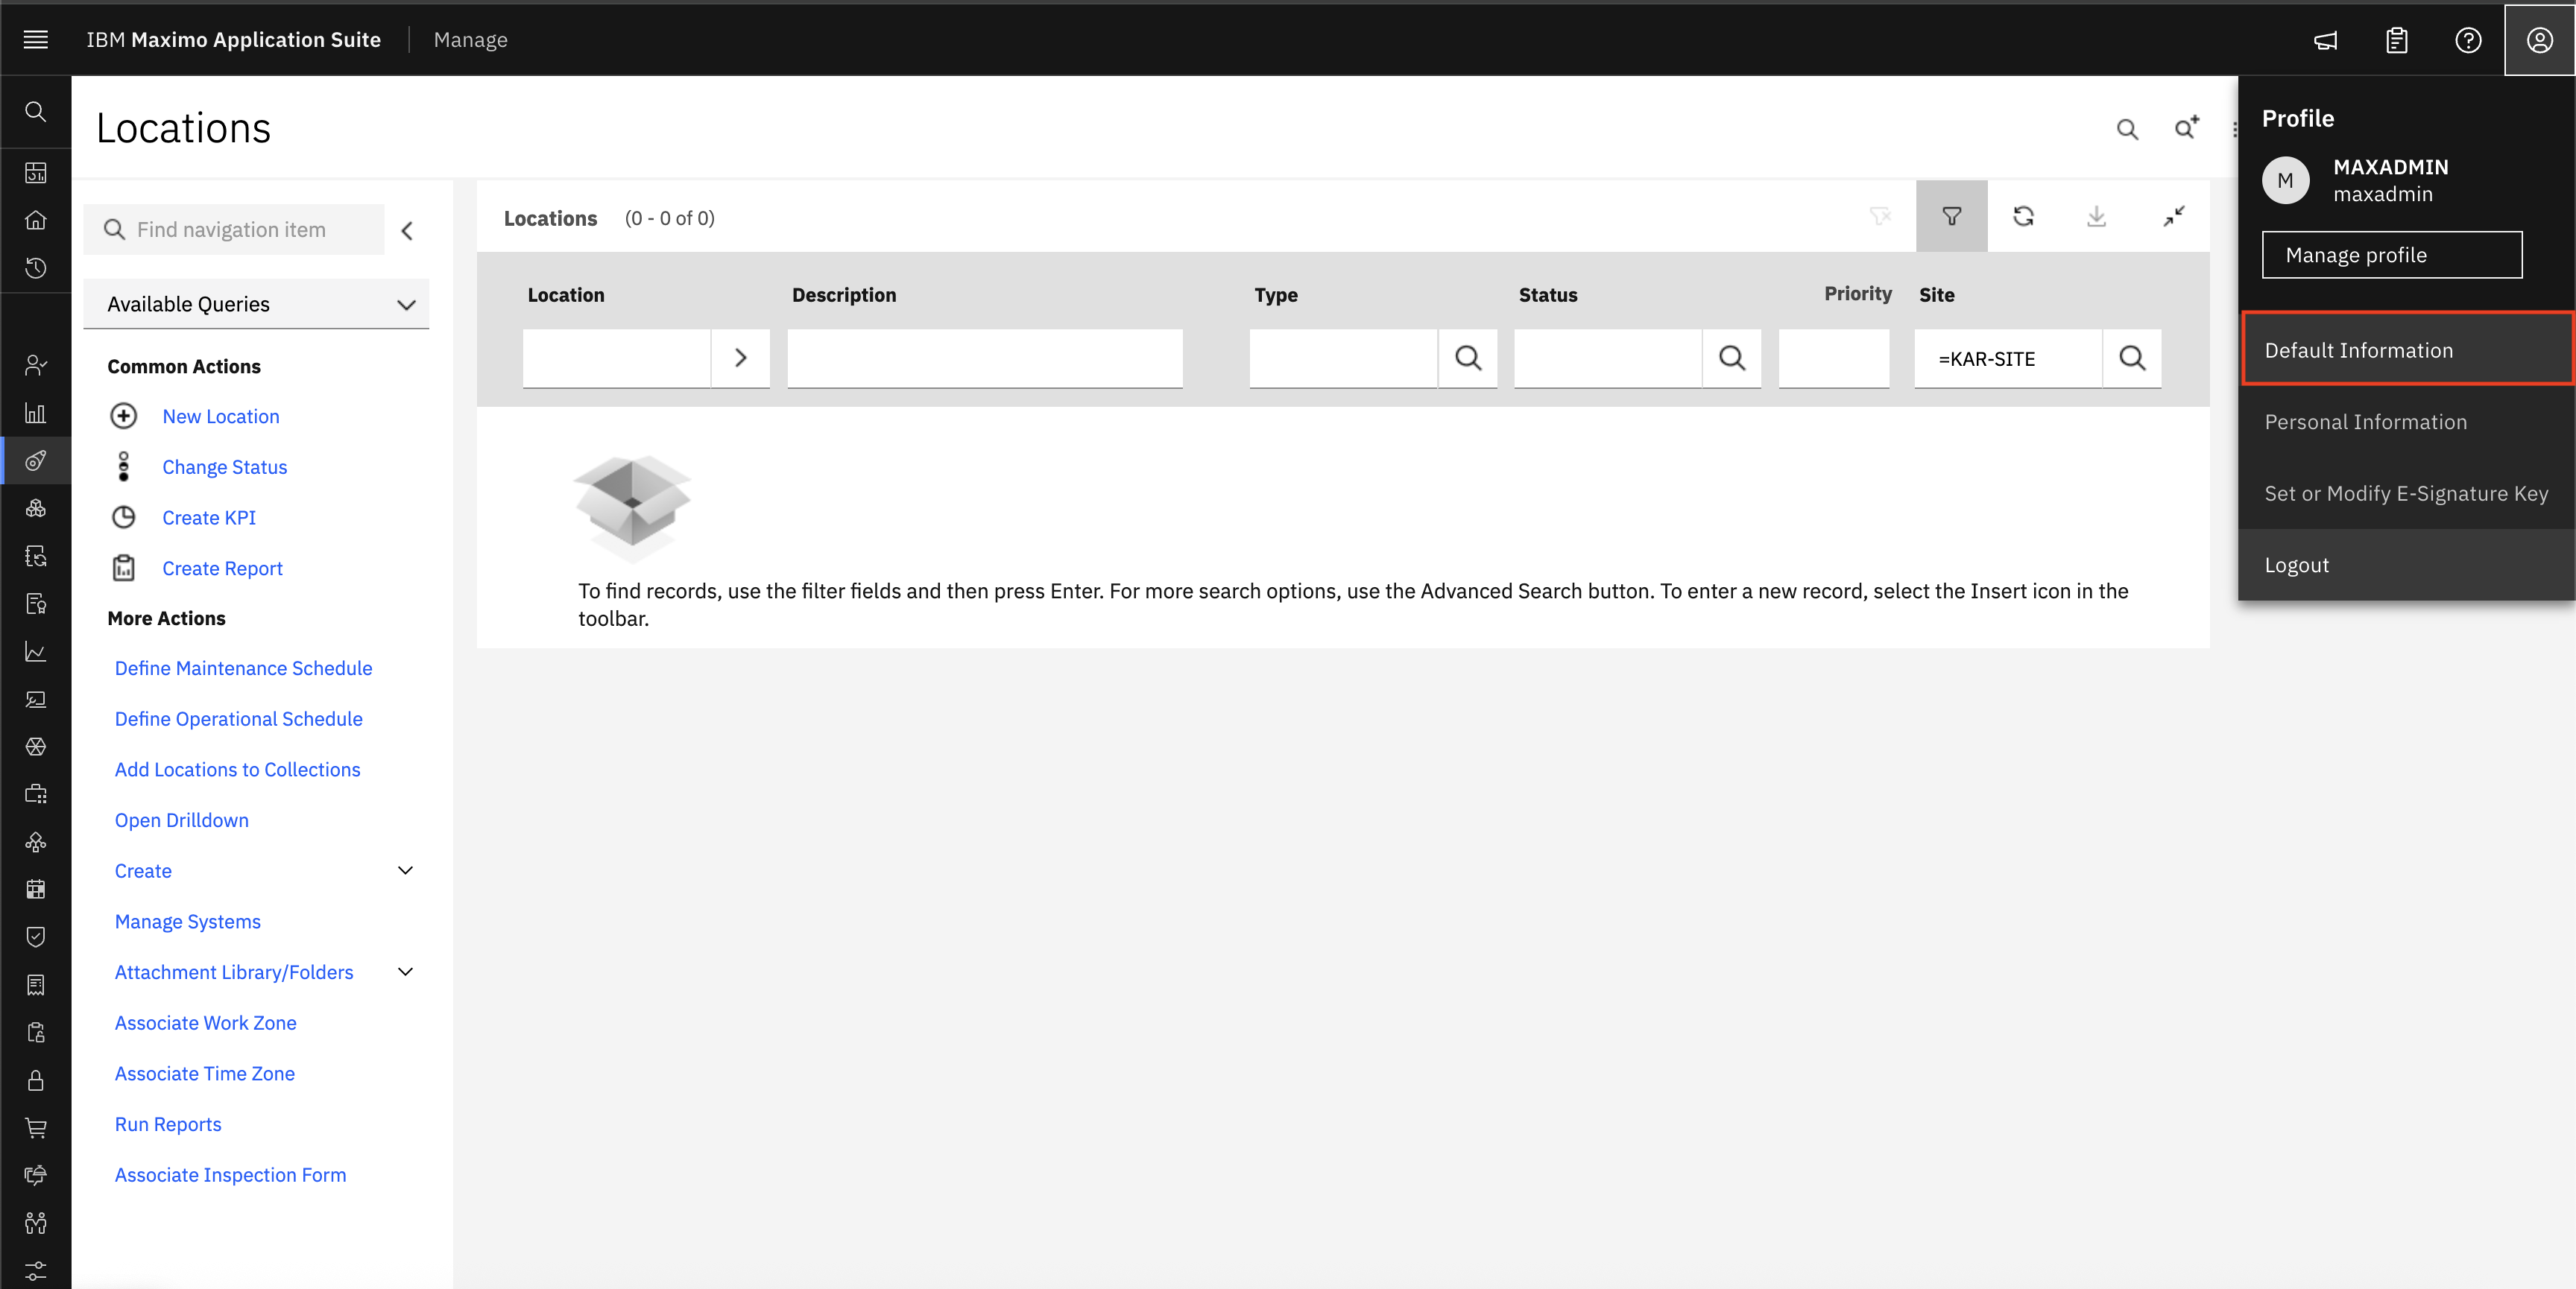 IBM Maximo Application Suite
Manage
Locations
Profile
M
MAXADMIN
maxadmin
Manage profile
Default Information
Personal Information
Set or Modify E-Signature Key
Logout
Find navigation item
Available Queries
Common Actions
New Location
Change Status
Create KPI
Create Report
More Actions
Define Maintenance Schedule
Define Operational Schedule
Add Locations to Collections
Open Drilldown
Create
Manage Systems
Attachment Library/Folders
Associate Work Zone
Associate Time Zone
Run Reports
Associate Inspection Form
Locations (0 - 0 of 0)
Location Description Type Status Priority Site
=KAR-SITE
To find records, use the filter fields and then press Enter. For more search options, use the Advanced Search button. To enter a new record, select the Insert icon in the
toolbar.